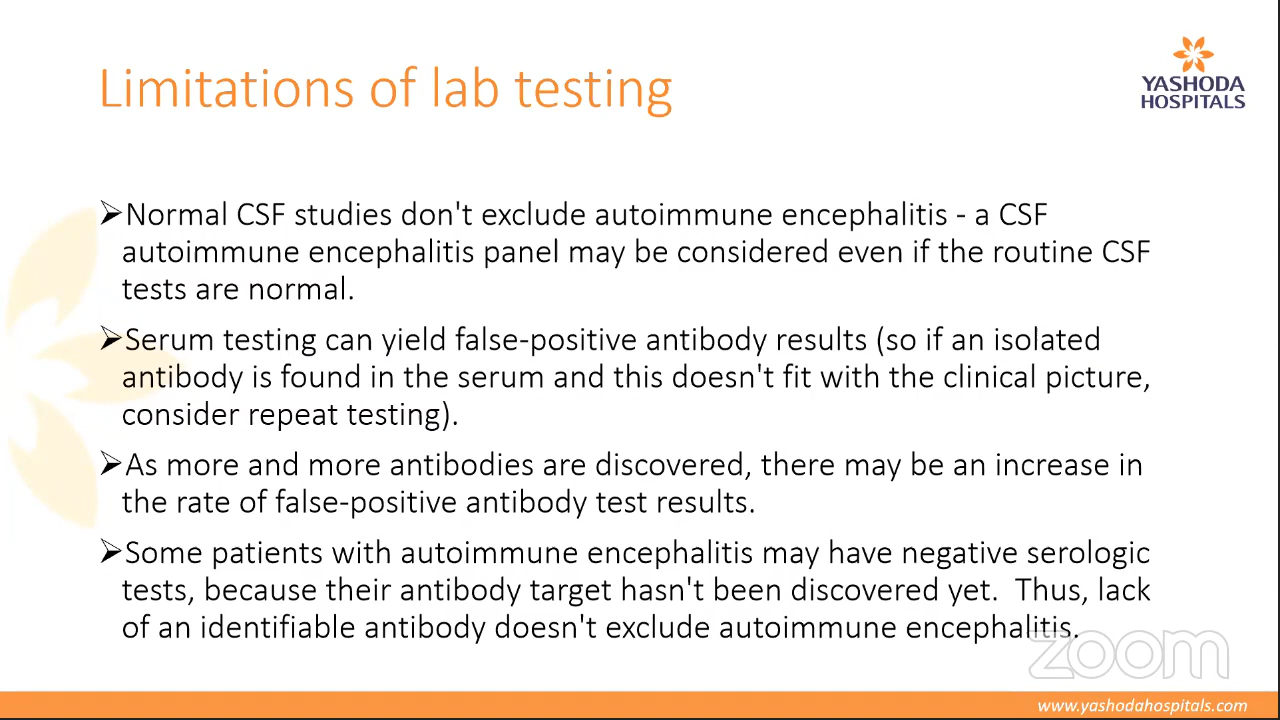 Limitations of lab testing
YASHODA
HOSPITALS
➢Normal CSF studies don't exclude autoimmune encephalitis - a CSF
autoimmune encephalitis panel may be considered even if the routine CSF
tests are normal.
➢Serum testing can yield false-positive antibody results (so if an isolated
antibody is found in the serum and this doesn't fit with the clinical picture,
consider repeat testing).
➢As more and more antibodies are discovered, there may be an increase in
the rate of false-positive antibody test results.
➢Some patients with autoimmune encephalitis may have negative serologic
tests, because their antibody target hasn't been discovered yet.  Thus, lack
of an identifiable antibody doesn't exclude autoimmune encephalitis.
zoom
www.yashodahospitals.com